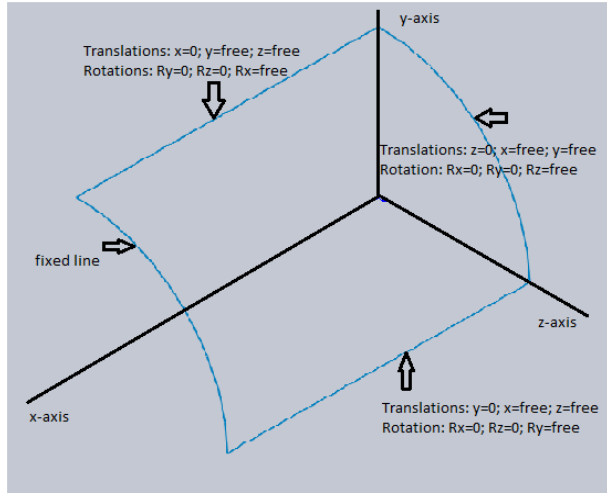 y-axis
Translations: x=0; y=free; z=free
Rotations: Ry=0; Rz=0; Rx=free
Translations: z=0; x=free; y=free
Rotation: Rx=0; Ry=0; Rz=free
fixed line
z-axis
x-axis
Translations: y=0; x=free; z=free
Rotation: Rx=0; Rz=0; Ry=free